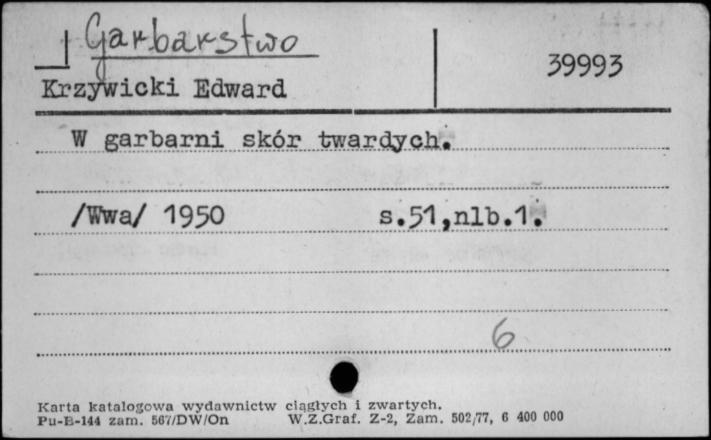 Garbarstwo
39993
Krzywicki Edward
W garbarni skór twardych.
/Wwa/ 1950 s.51,nlb.1.
6
Karta katalogowa wydawnictw ciągłych i zwartych.
Pu-B-144 zam. 567/DW/On W.Z.Graf. Z-2, Zam. 502/77, 6 400 000